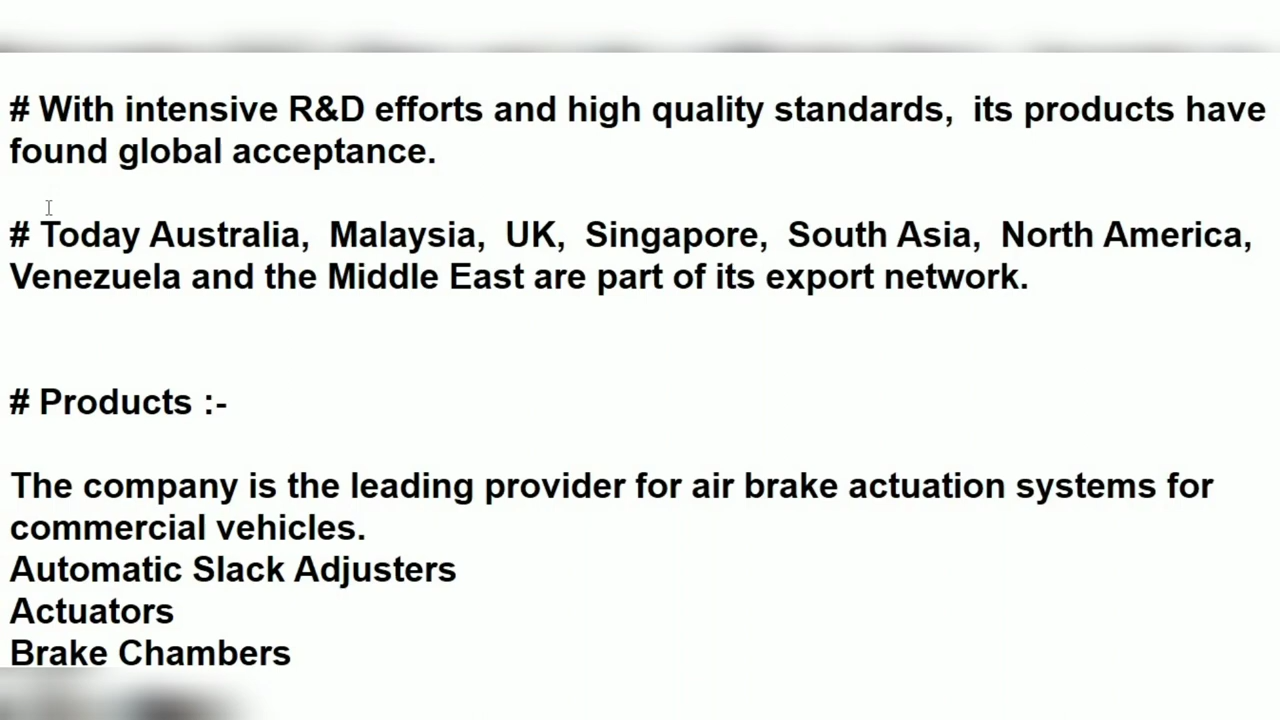 # With intensive R&D efforts and high quality standards,  its products have
found global acceptance.
# Today Australia,  Malaysia,  UK,  Singapore,  South Asia,  North America,
Venezuela and the Middle East are part of its export network.
# Products :-
The company is the leading provider for air brake actuation systems for
commercial vehicles.
Automatic Slack Adjusters
Actuators
Brake Chambers